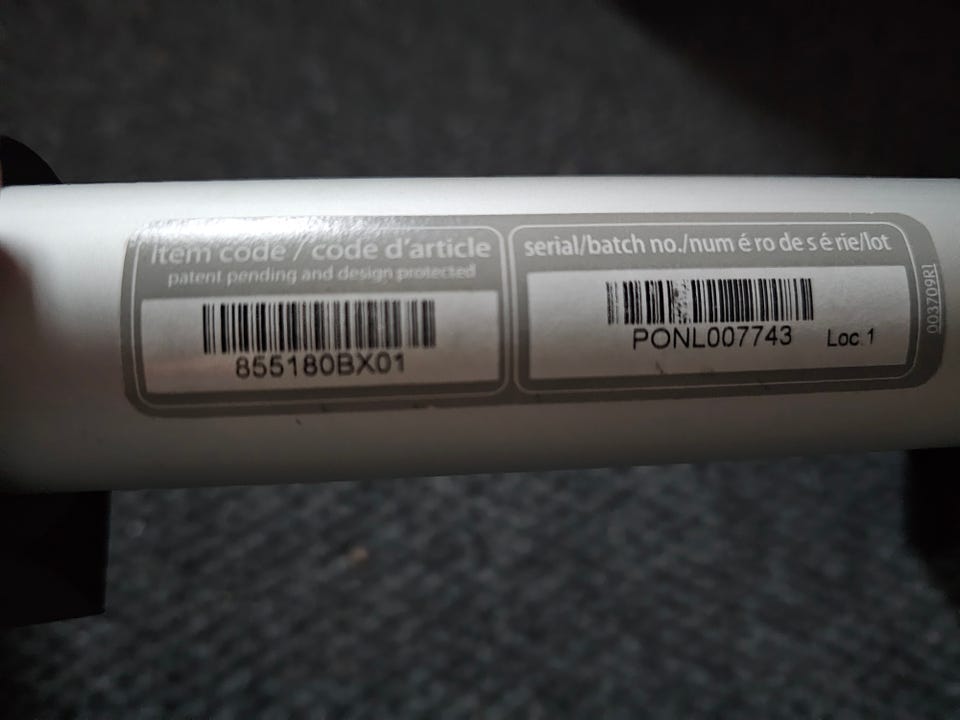 item code / code d'article
patent pending and design protected
855180BX01
serial/batch no./num é ro de s é rie/lot
PONL007743 Loc.1
003709R1